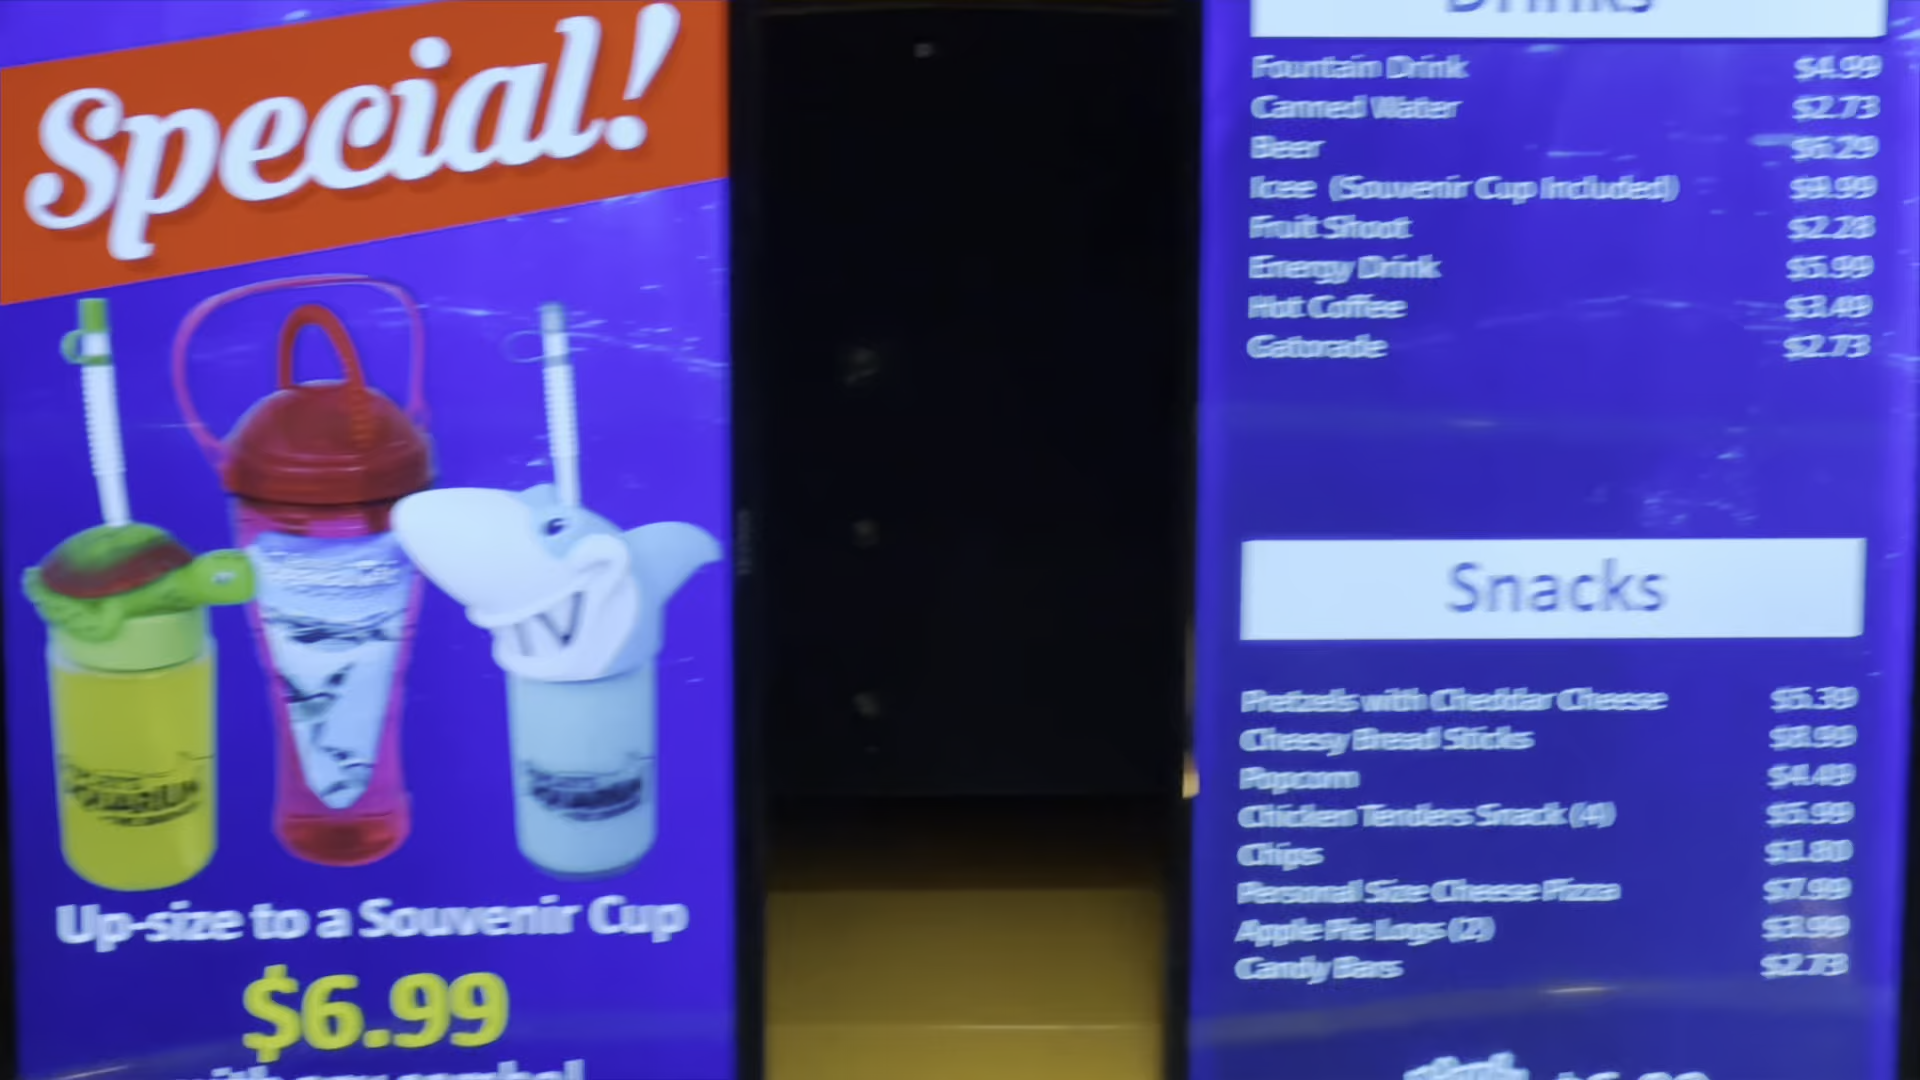 Special!
Up-size to a Souvenir Cup
$6.99
with any combo!
Drinks
Fountain Drink $4.99
Canned Water $2.73
Beer $6.29
Icee (Souvenir Cup Included) $9.99
Fruit Shoot $2.28
Energy Drink $5.99
Hot Coffee $3.49
Gatorade $2.73
Snacks
Pretzels with Cheddar Cheese $5.39
Cheesy Bread Sticks $8.99
Popcorn $4.49
Chicken Tenders Snack (4) $5.99
Chips $1.80
Personal Size Cheese Pizza $7.99
Apple Pie Logs (2) $3.99
Candy Bars $2.73